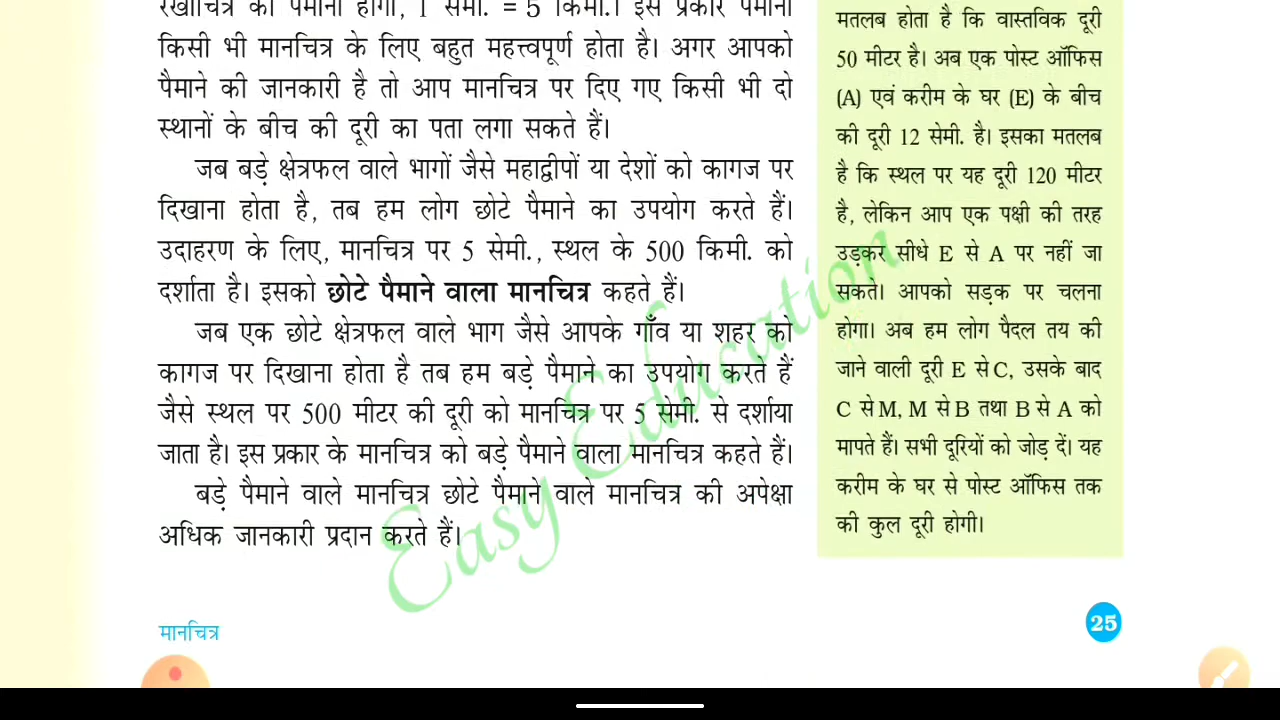 रेखाचित्र का पैमाना होगा, 1 सेमी. = 5 किमी.। इस प्रकार पैमाना
किसी भी मानचित्र के लिए बहुत महत्त्वपूर्ण होता है। अगर आपको
पैमाने की जानकारी है तो आप मानचित्र पर दिए गए किसी भी दो
स्थानों के बीच की दूरी का पता लगा सकते हैं।
जब बड़े क्षेत्रफल वाले भागों जैसे महाद्वीपों या देशों को कागज पर
दिखाना होता है, तब हम लोग छोटे पैमाने का उपयोग करते हैं।
उदाहरण के लिए, मानचित्र पर 5 सेमी., स्थल के 500 किमी. को
दर्शाता है। इसको छोटे पैमाने वाला मानचित्र कहते हैं।
जब एक छोटे क्षेत्रफल वाले भाग जैसे आपके गाँव या शहर को
कागज पर दिखाना होता है तब हम बड़े पैमाने का उपयोग करते हैं
जैसे स्थल पर 500 मीटर की दूरी को मानचित्र पर 5 सेमी. से दर्शाया
जाता है। इस प्रकार के मानचित्र को बड़े पैमाने वाला मानचित्र कहते हैं।
बड़े पैमाने वाले मानचित्र छोटे पैमाने वाले मानचित्र की अपेक्षा
अधिक जानकारी प्रदान करते हैं।
मतलब होता है कि वास्तविक दूरी
50 मीटर है। अब एक पोस्ट ऑफिस
(A) एवं करीम के घर (E) के बीच
की दूरी 12 सेमी. है। इसका मतलब
है कि स्थल पर यह दूरी 120 मीटर
है, लेकिन आप एक पक्षी की तरह
उड़कर सीधे E से A पर नहीं जा
सकते। आपको सड़क पर चलना
होगा। अब हम लोग पैदल तय की
जाने वाली दूरी E से C, उसके बाद
C से M, M से B तथा B से A को
मापते हैं। सभी दूरियों को जोड़ दें। यह
करीम के घर से पोस्ट ऑफिस तक
की कुल दूरी होगी।
Easy Education
मानचित्र
25